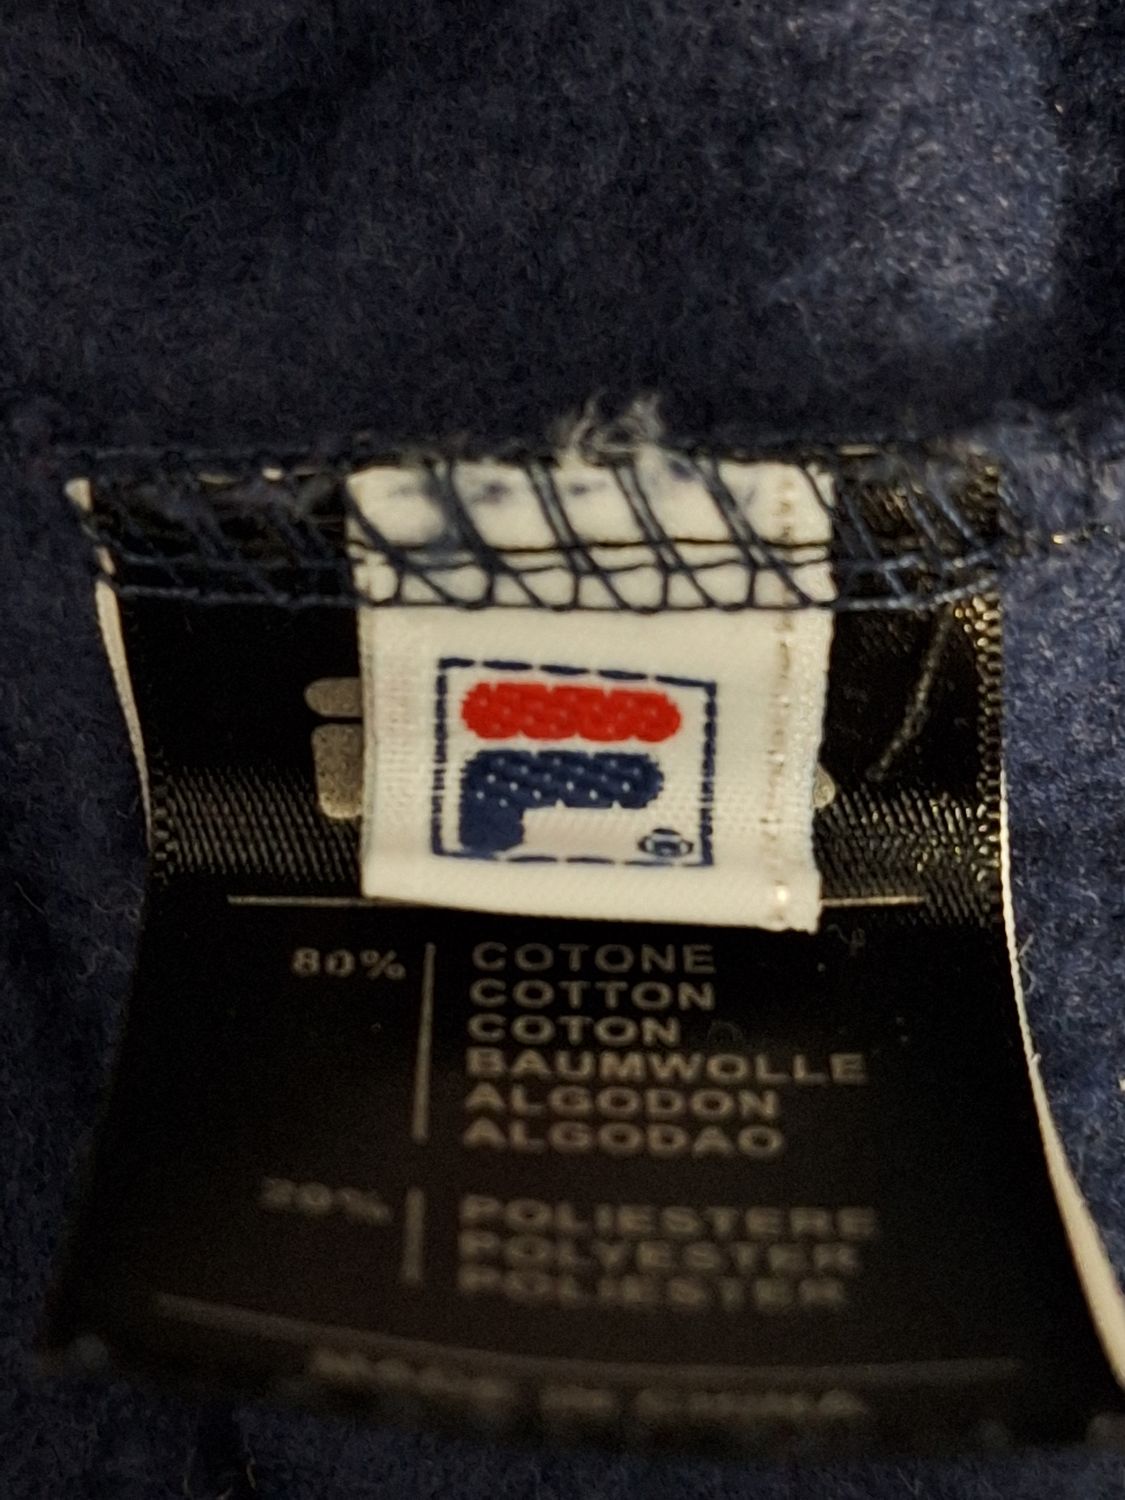 F
®
80% COTONE
COTTON
COTON
BAUMWOLLE
ALGODON
ALGODAO
20% POLIESTERE
POLYESTER
POLIESTER
MADE IN CHINA